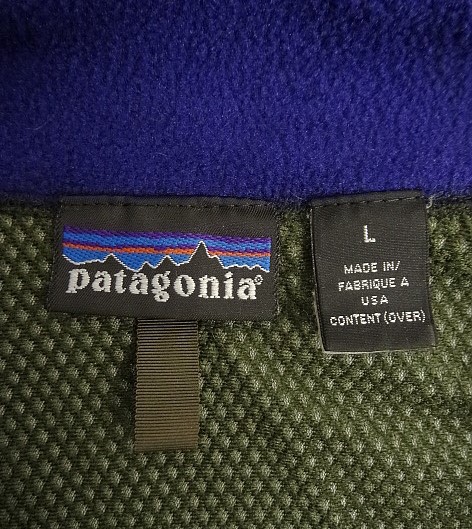 patagonia®
L
MADE IN/
FABRIQUE A
USA
CONTENT (OVER)